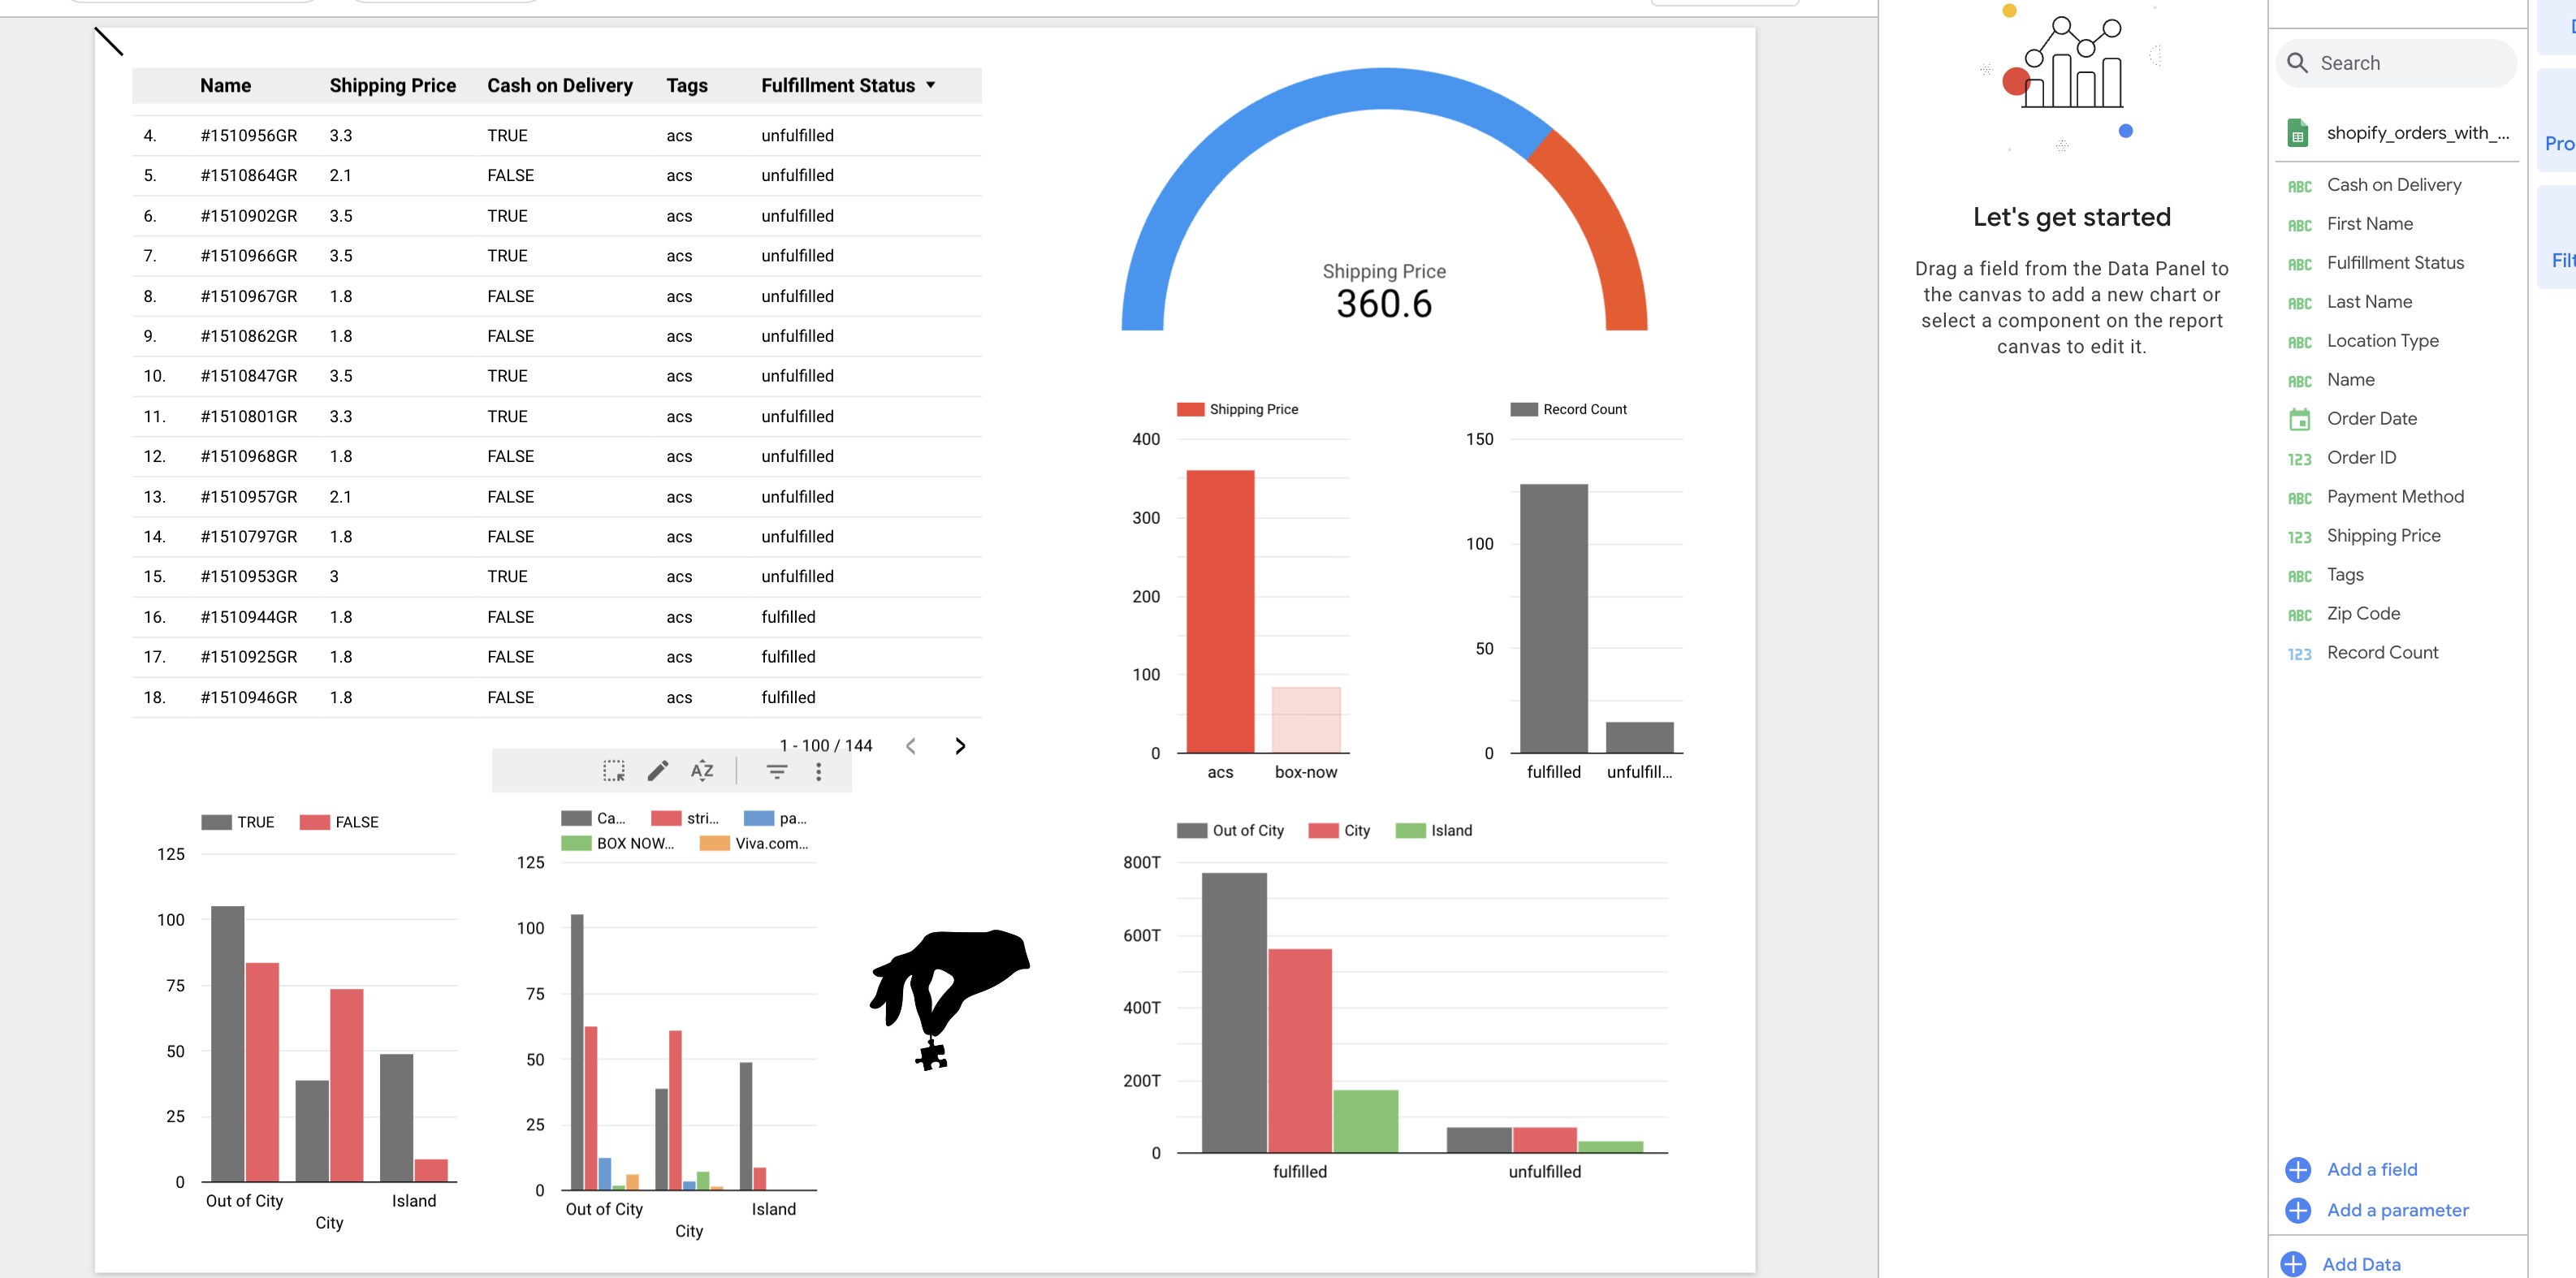 Name Shipping Price Cash on Delivery Tags Fulfillment Status
4. #1510956GR 3.3 TRUE acs unfulfilled
5. #1510864GR 2.1 FALSE acs unfulfilled
6. #1510902GR 3.5 TRUE acs unfulfilled
7. #1510966GR 3.5 TRUE acs unfulfilled
8. #1510967GR 1.8 FALSE acs unfulfilled
9. #1510862GR 1.8 FALSE acs unfulfilled
10. #1510847GR 3.5 TRUE acs unfulfilled
11. #1510801GR 3.3 TRUE acs unfulfilled
12. #1510968GR 1.8 FALSE acs unfulfilled
13. #1510957GR 2.1 FALSE acs unfulfilled
14. #1510797GR 1.8 FALSE acs unfulfilled
15. #1510953GR 3 TRUE acs unfulfilled
16. #1510944GR 1.8 FALSE acs fulfilled
17. #1510925GR 1.8 FALSE acs fulfilled
18. #1510946GR 1.8 FALSE acs fulfilled
1 - 100 / 144
Shipping Price
360.6
Shipping Price
400
300
200
100
0
acs box-now
Record Count
150
100
50
0
fulfilled unfulfill...
TRUE FALSE
125
100
75
50
25
0
Out of City
City
Island
AZ
Ca... stri... pa...
BOX NOW... Viva.com...
125
100
75
50
25
0
Out of City
City
Island
Out of City City Island
800T
600T
400T
200T
0
fulfilled unfulfilled
Let's get started
Drag a field from the Data Panel to
the canvas to add a new chart or
select a component on the report
canvas to edit it.
Search
shopify_orders_with_...
ABC Cash on Delivery
ABC First Name
ABC Fulfillment Status
ABC Last Name
ABC Location Type
ABC Name
Order Date
123 Order ID
ABC Payment Method
123 Shipping Price
ABC Tags
ABC Zip Code
123 Record Count
Add a field
Add a parameter
Add Data
Pro
Filt